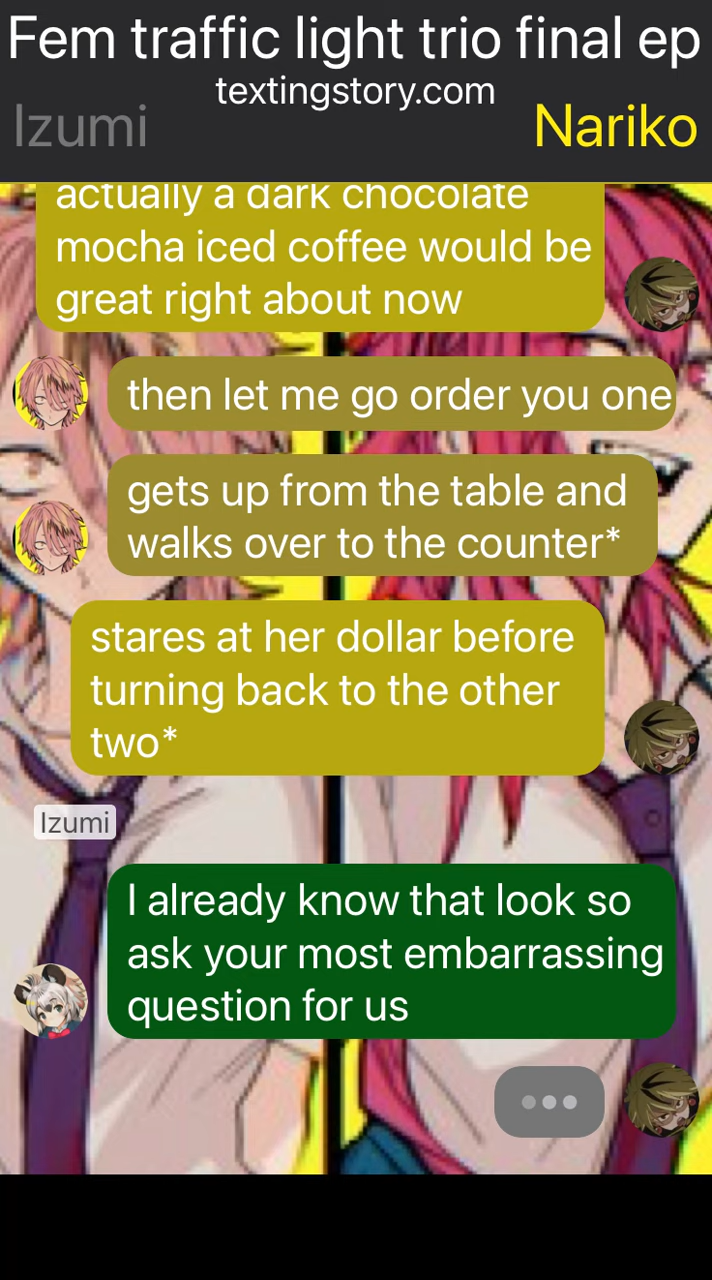 Fem traffic light trio final ep
textingstory.com
Izumi
Nariko
actually a dark chocolate
mocha iced coffee would be
great right about now
then let me go order you one
gets up from the table and
walks over to the counter*
stares at her dollar before
turning back to the other
two*
Izumi
I already know that look so
ask your most embarrassing
question for us